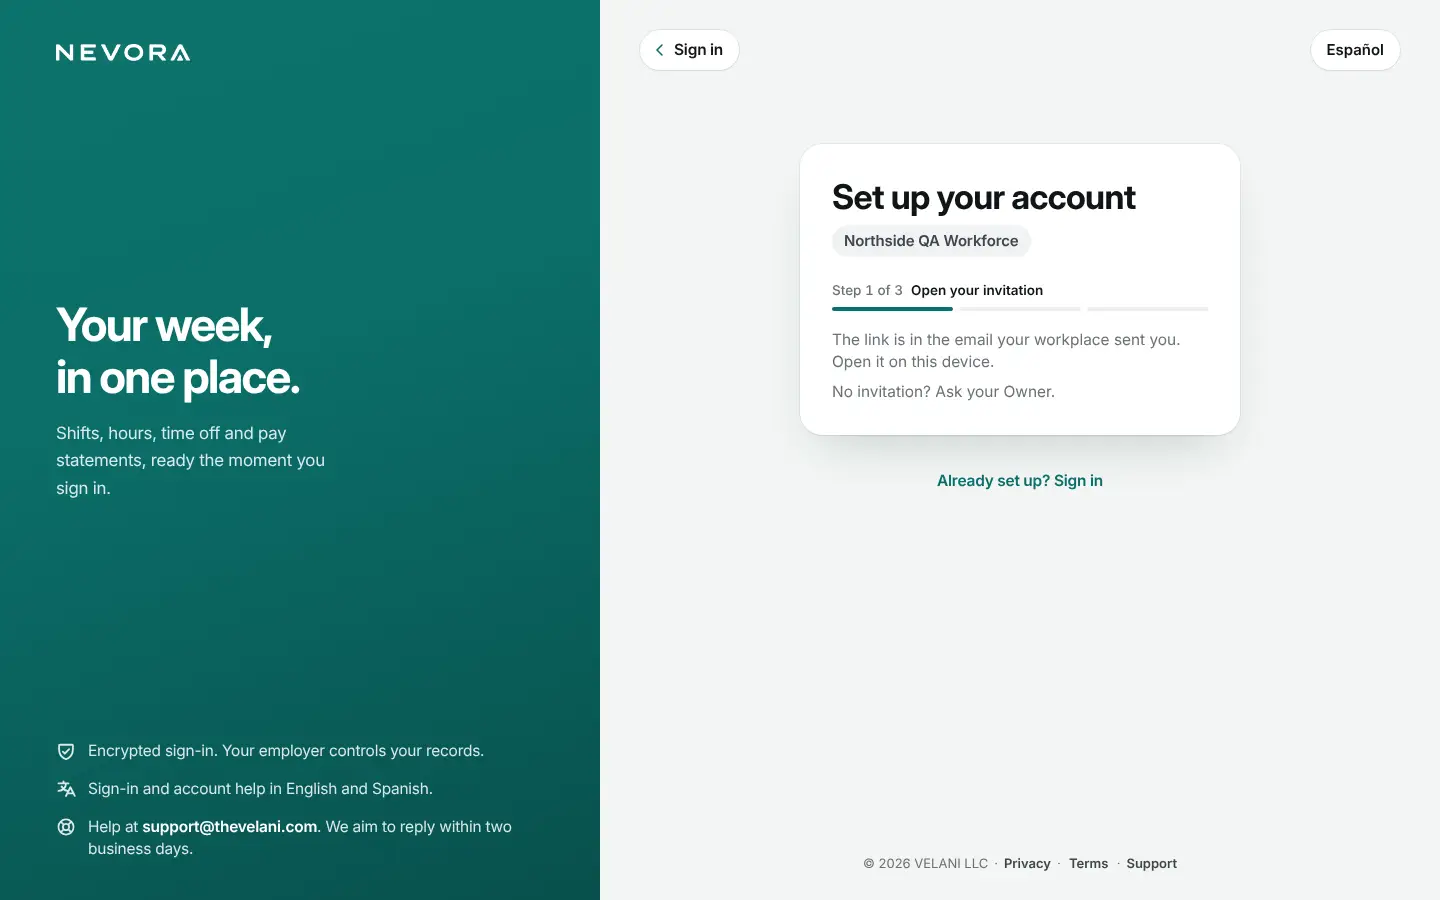 NEVORA
Your week,
in one place.
Shifts, hours, time off and pay
statements, ready the moment you
sign in.
Encrypted sign-in. Your employer controls your records.
Sign-in and account help in English and Spanish.
Help at support@thevelani.com. We aim to reply within two
business days.
Sign in
Español
Set up your account
Northside QA Workforce
Step 1 of 3 Open your invitation
The link is in the email your workplace sent you.
Open it on this device.
No invitation? Ask your Owner.
Already set up? Sign in
© 2026 VELANI LLC · Privacy · Terms · Support